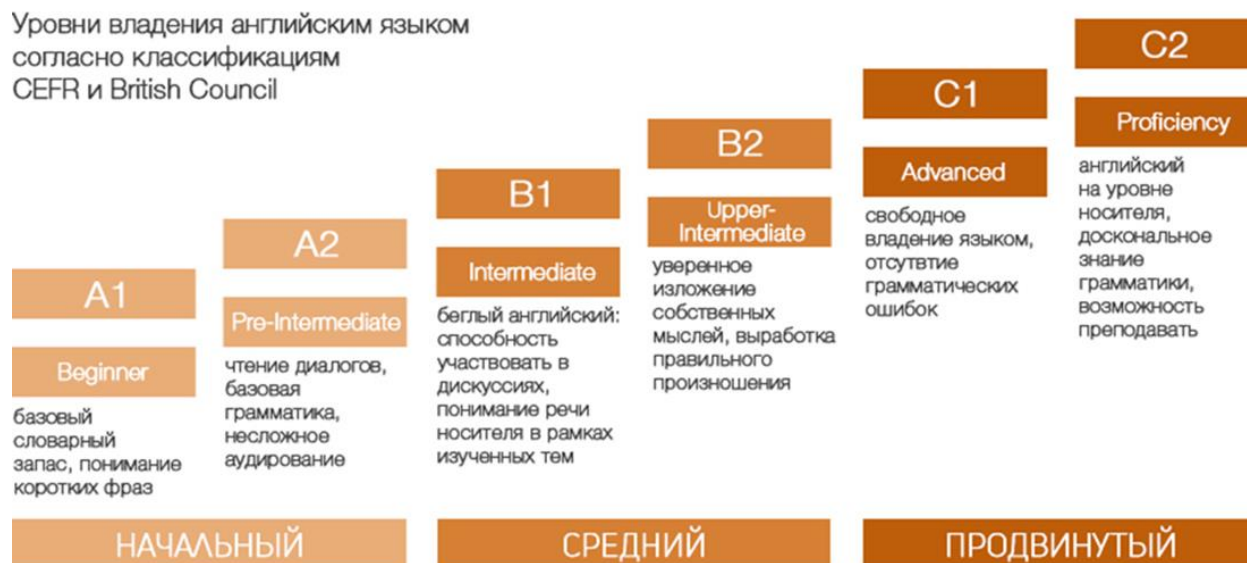 Уровни владения английским языком
согласно классификациям
CEFR и British Council
A1
Beginner
базовый
словарный
запас, понимание
коротких фраз
A2
Pre-Intermediate
чтение диалогов,
базовая
грамматика,
несложное
аудирование
B1
Intermediate
беглый английский:
способность
участвовать в
дискуссиях,
понимание речи
носителя в рамках
изученных тем
B2
Upper-
Intermediate
уверенное
изложение
собственных
мыслей, выработка
правильного
произношения
C1
Advanced
свободное
владение языком,
отсутвтие
грамматических
ошибок
C2
Proficiency
английский
на уровне
носителя,
доскональное
знание
грамматики,
возможность
преподавать
НАЧАЛЬНЫЙ
СРЕДНИЙ
ПРОДВИНУТЫЙ